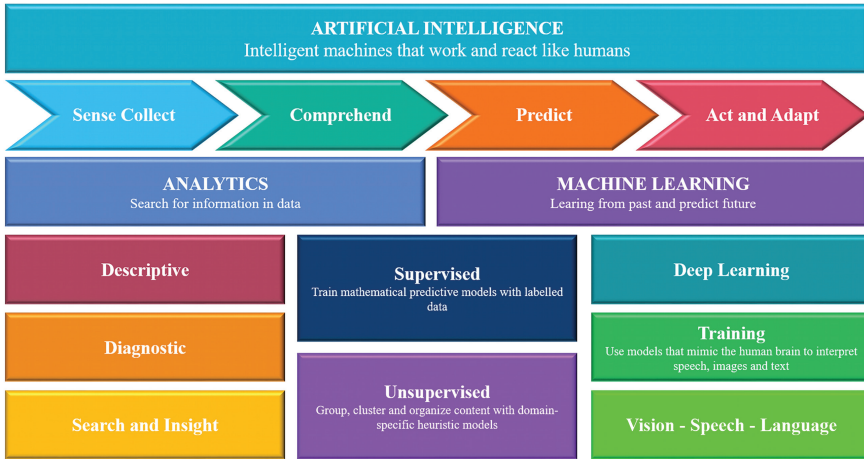 ARTIFICIAL INTELLIGENCE
Intelligent machines that work and react like humans
Sense Collect
Comprehend
Predict
Act and Adapt
ANALYTICS
Search for information in data
MACHINE LEARNING
Learing from past and predict future
Descriptive
Diagnostic
Search and Insight
Supervised
Train mathematical predictive models with labelled
data
Unsupervised
Group, cluster and organize content with domain-
specific heuristic models
Deep Learning
Training
Use models that mimic the human brain to interpret
speech, images and text
Vision - Speech - Language